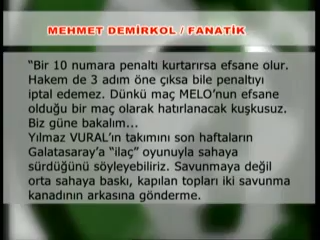 MEHMET DEMİRKOL / FANATİK
“Bir 10 numara penaltı kurtarırsa efsane olur.
Hakem de 3 adım öne çıksa bile penaltıyı
iptal edemez. Dünkü maç MELO’nun efsane
olduğu bir maç olarak hatırlanacak kuşkusuz.
Biz güne bakalım...
Yılmaz VURAL’ın takımını son haftaların
Galatasaray’a “ilaç” oyunuyla sahaya
sürdüğünü söyleyebiliriz. Savunmaya değil
orta sahaya baskı, kapılan topları iki savunma
kanadının arkasına gönderme.